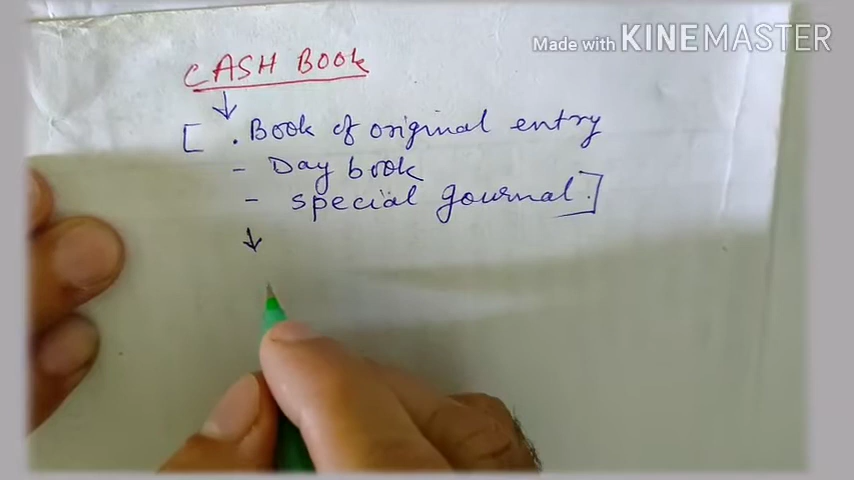 Made with KINEMASTER
CASH BOOK
[ . Book of original entry
- Day book
- special journal.]